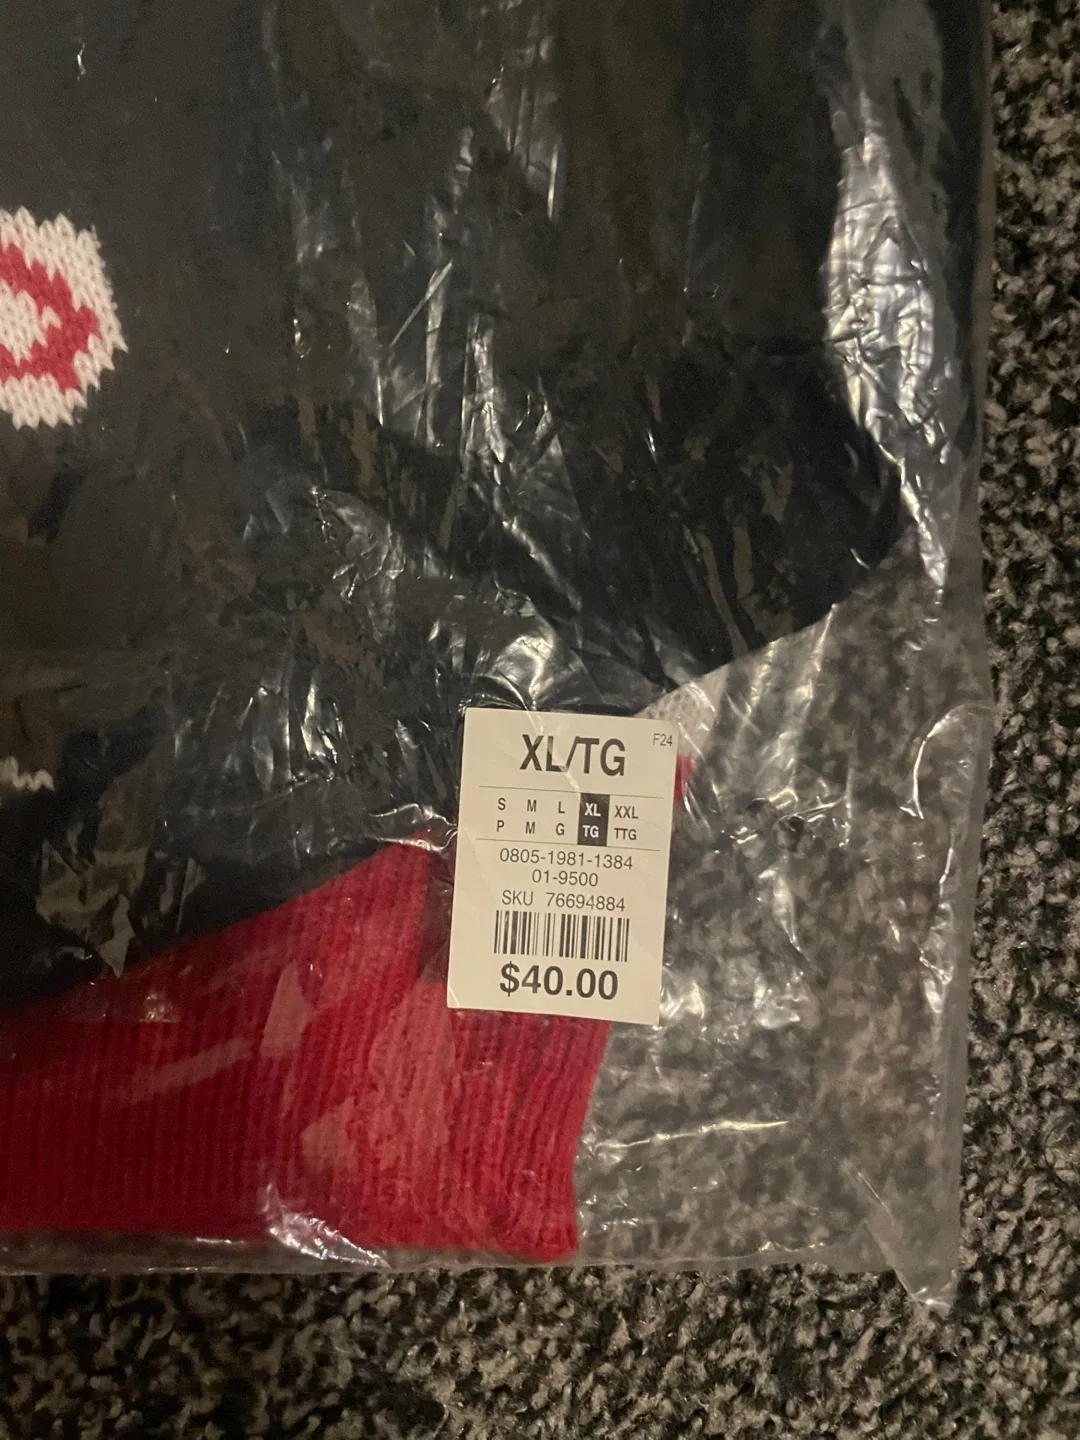 XL/TG
F24
S M L XL XXL
P M G TG TTG
0805-1981-1384
01-9500
SKU 76694884
$40.00